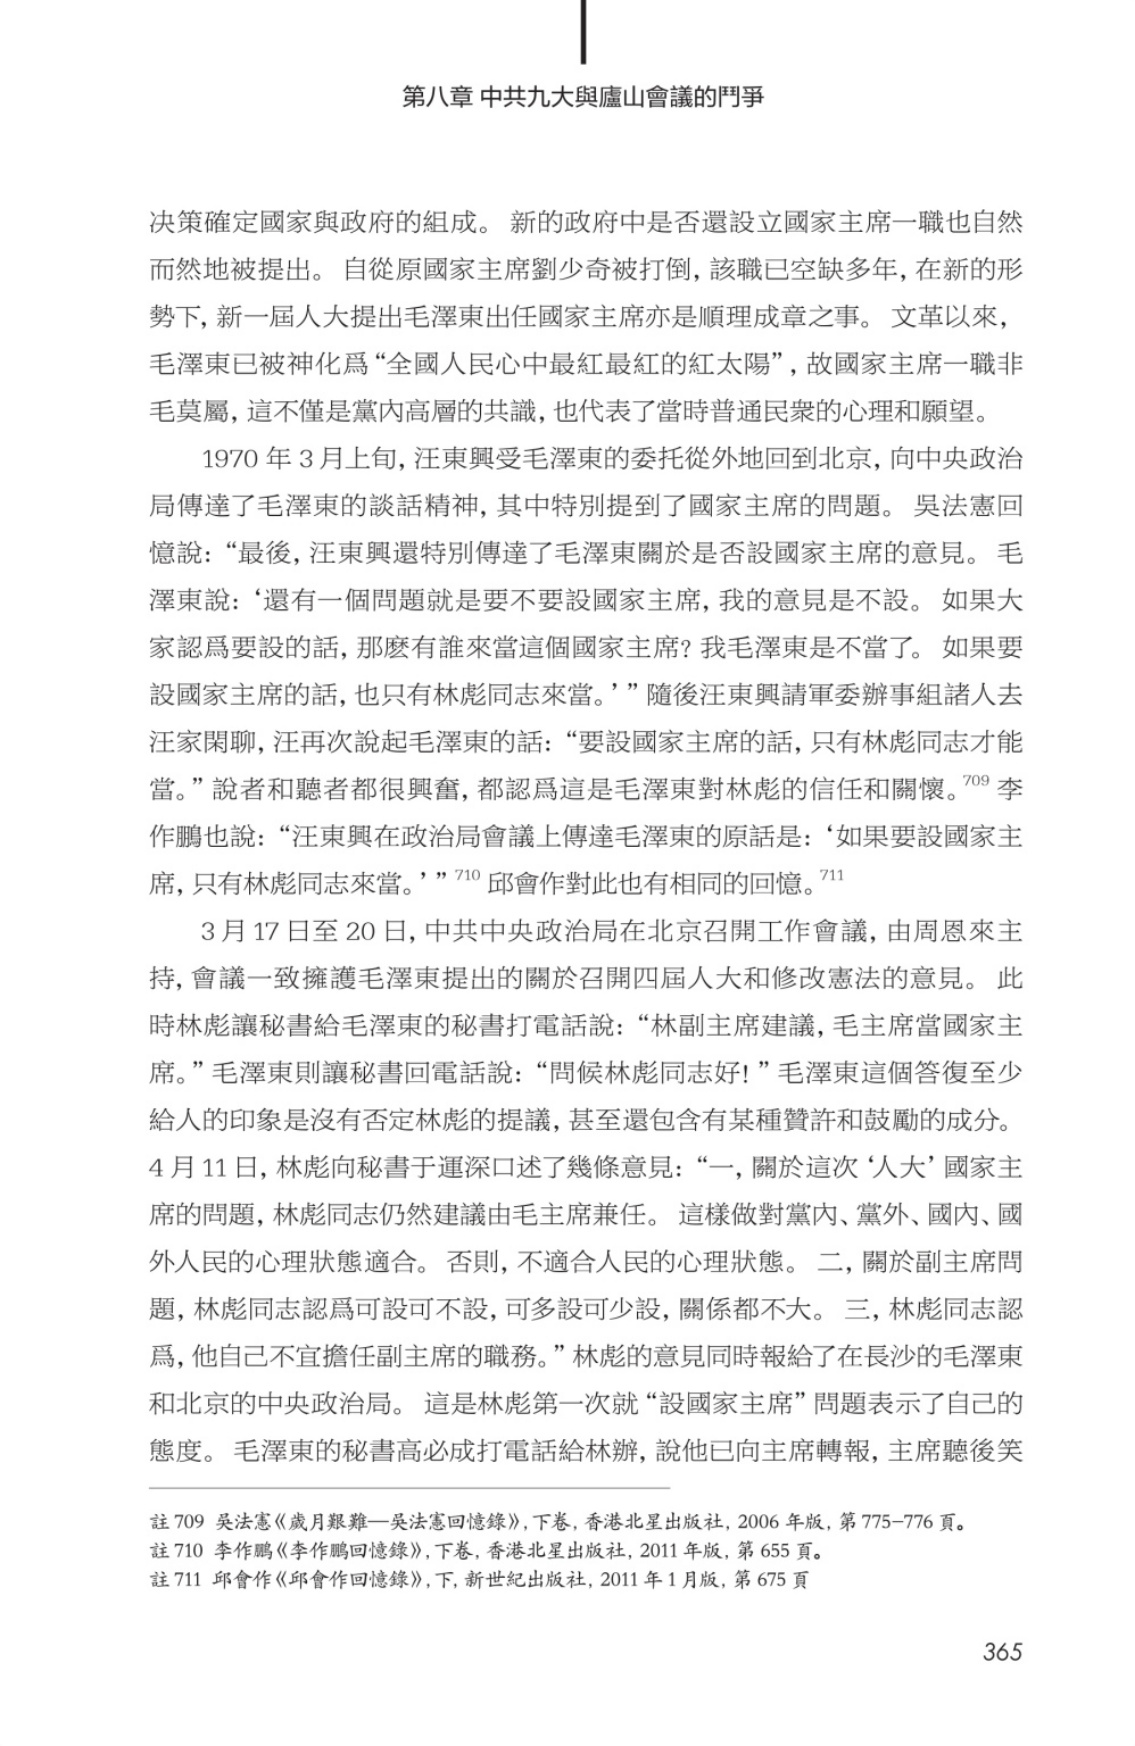 第八章 中共九大與廬山會議的鬥爭
决策確定國家與政府的組成。 新的政府中是否還設立國家主席一職也自然
而然地被提出。 自從原國家主席劉少奇被打倒, 該職已空缺多年, 在新的形
勢下, 新一屆人大提出毛澤東出任國家主席亦是順理成章之事。 文革以來,
毛澤東已被神化爲 “全國人民心中最紅最紅的紅太陽” , 故國家主席一職非
毛莫屬, 這不僅是黨內高層的共識, 也代表了當時普通民衆的心理和願望。
1970 年 3 月上旬, 汪東興受毛澤東的委托從外地回到北京, 向中央政治
局傳達了毛澤東的談話精神, 其中特別提到了國家主席的問題。 吳法憲回
憶說: “最後, 汪東興還特別傳達了毛澤東關於是否設國家主席的意見。 毛
澤東說: ‘還有一個問題就是要不要設國家主席, 我的意見是不設。 如果大
家認爲要設的話, 那麽有誰來當這個國家主席? 我毛澤東是不當了。 如果要
設國家主席的話, 也只有林彪同志來當。’ ” 隨後汪東興請軍委辦事組諸人去
汪家閑聊, 汪再次說起毛澤東的話: “要設國家主席的話, 只有林彪同志才能
當。” 說者和聽者都很興奮, 都認爲這是毛澤東對林彪的信任和關懷。709 李
作鵬也說: “汪東興在政治局會議上傳達毛澤東的原話是: ‘如果要設國家主
席, 只有林彪同志來當。’ ” 710 邱會作對此也有相同的回憶。711
3 月 17 日至 20 日, 中共中央政治局在北京召開工作會議, 由周恩來主
持, 會議一致擁護毛澤東提出的關於召開四屆人大和修改憲法的意見。 此
時林彪讓秘書給毛澤東的秘書打電話說: “林副主席建議, 毛主席當國家主
席。” 毛澤東則讓秘書回電話說: “問候林彪同志好! ” 毛澤東這個答復至少
給人的印象是沒有否定林彪的提議, 甚至還包含有某種贊許和鼓勵的成分。
4 月 11 日, 林彪向秘書于運深口述了幾條意見: “一, 關於這次 ‘人大’ 國家主
席的問題, 林彪同志仍然建議由毛主席兼任。 這樣做對黨內、黨外、國內、國
外人民的心理狀態適合。 否則, 不適合人民的心理狀態。 二, 關於副主席問
題, 林彪同志認爲可設可不設, 可多設可少設, 關係都不大。 三, 林彪同志認
爲, 他自己不宜擔任副主席的職務。” 林彪的意見同時報給了在長沙的毛澤東
和北京的中央政治局。 這是林彪第一次就 “設國家主席” 問題表示了自己的
態度。 毛澤東的秘書高必成打電話給林辦, 說他已向主席轉報, 主席聽後笑
註 709 吳法憲《歲月艱難—吳法憲回憶錄》, 下卷, 香港北星出版社, 2006 年版, 第 775–776 頁。
註 710 李作鵬《李作鵬回憶錄》, 下卷, 香港北星出版社, 2011 年版, 第 655 頁。
註 711 邱會作《邱會作回憶錄》, 下, 新世紀出版社, 2011 年 1 月版, 第 675 頁
365